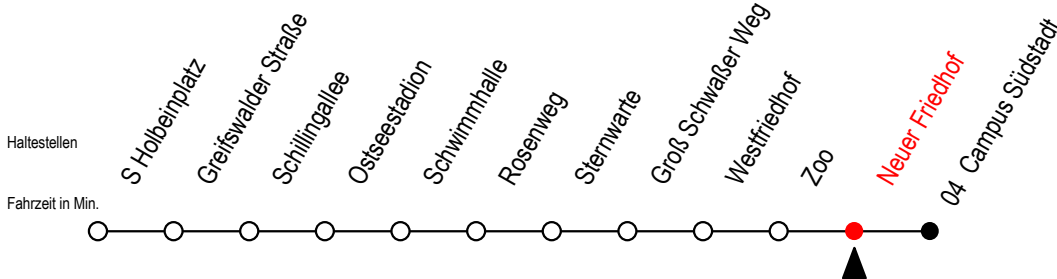 Haltestellen
Fahrzeit in Min.
S Holbeinplatz
Greifswalder Straße
Schillingallee
Ostseestadion
Schwimmhalle
Rosenweg
Sternwarte
Groß Schwaßer Weg
Westfriedhof
Zoo
Neuer Friedhof
04 Campus Südstadt